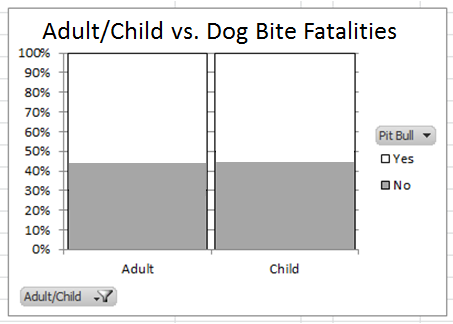 Adult/Child vs. Dog Bite Fatalities
100%
90%
80%
70%
60%
50%
40%
30%
20%
10%
0%
Adult Child
Pit Bull
Yes
No
Adult/Child